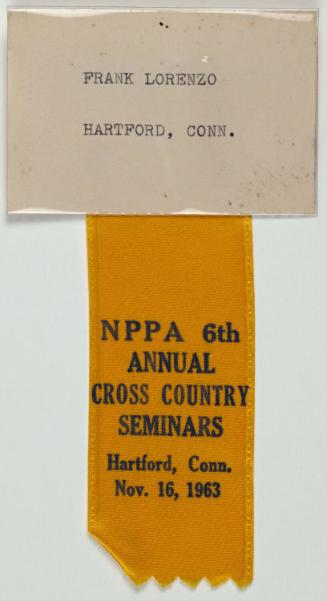 FRANK LORENZO
HARTFORD, CONN.
NPPA 6th
ANNUAL
CROSS COUNTRY
SEMINARS
Hartford, Conn.
Nov. 16, 1963